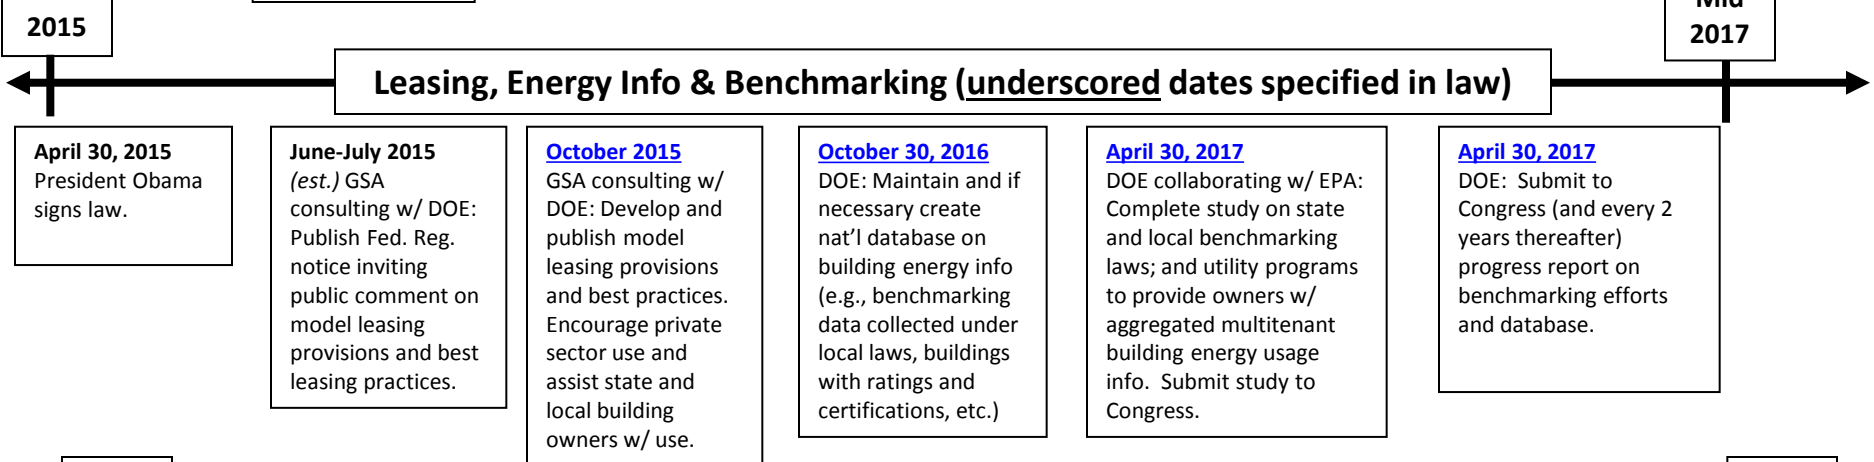 2015
Mid
2017
Leasing, Energy Info & Benchmarking (underscored dates specified in law)
April 30, 2015
President Obama
signs law.
June-July 2015
(est.) GSA
consulting w/ DOE:
Publish Fed. Reg.
notice inviting
public comment on
model leasing
provisions and best
leasing practices.
October 2015
GSA consulting w/
DOE: Develop and
publish model
leasing provisions
and best practices.
Encourage private
sector use and
assist state and
local building
owners w/ use.
October 30, 2016
DOE: Maintain and if
necessary create
nat'l database on
building energy info
(e.g., benchmarking
data collected under
local laws, buildings
with ratings and
certifications, etc.)
April 30, 2017
DOE collaborating w/ EPA:
Complete study on state
and local benchmarking
laws; and utility programs
to provide owners w/
aggregated multitenant
building energy usage
info.  Submit study to
Congress.
April 30, 2017
DOE:  Submit to
Congress (and every 2
years thereafter)
progress report on
benchmarking efforts
and database.